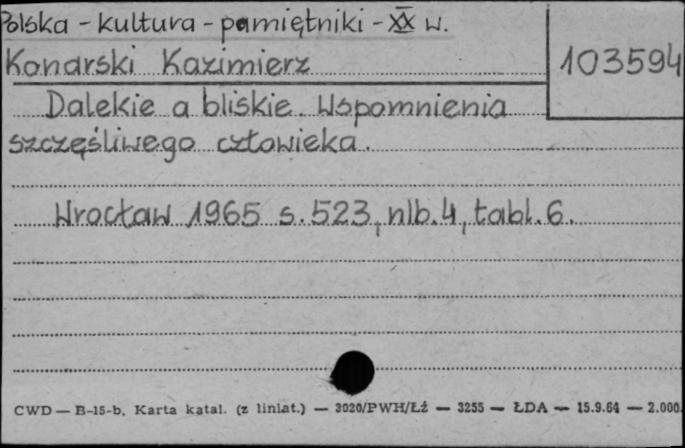 Polska - kultura - pamiętniki - XX w.
Konarski Kazimierz
103594
Dalekie a bliskie. Wspomnienia
szczęśliwego człowieka.
Wrocław 1965 s. 523, nlb. 4, tabl. 6.
CWD — B-15-b. Karta katal. (z liniat.) — 3020/PWH/Łź — 3255 — ŁDA — 15.9.64 — 2.000.